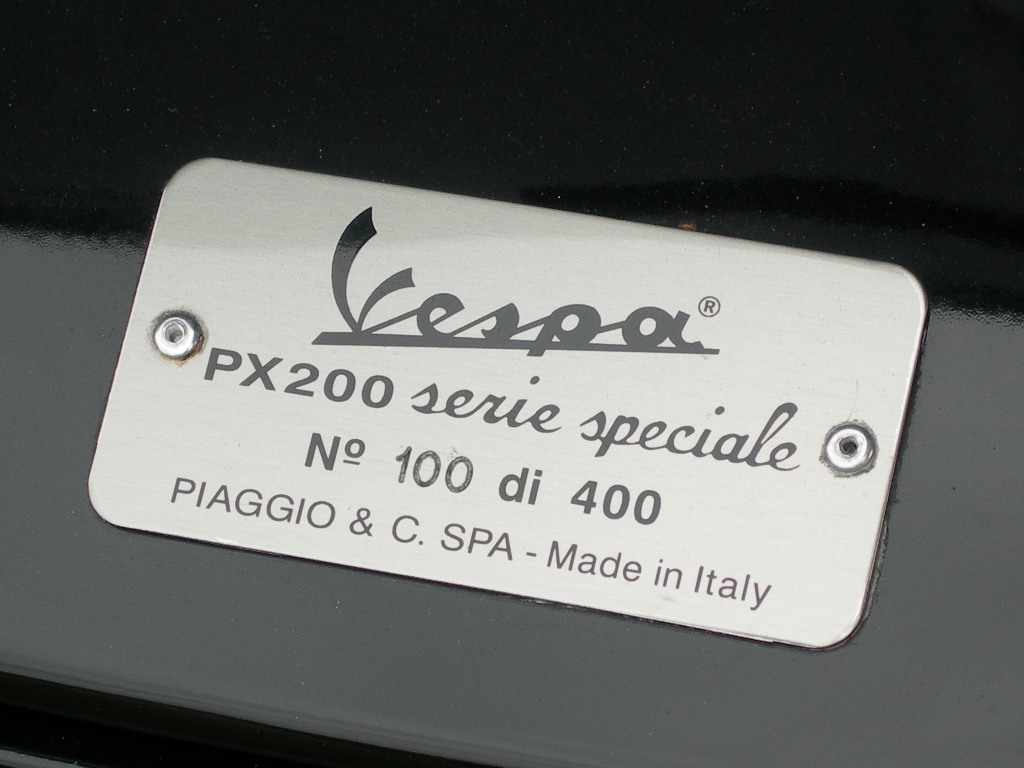 Vespa®
PX200 serie speciale
Nº 100 di 400
PIAGGIO & C. SPA - Made in Italy